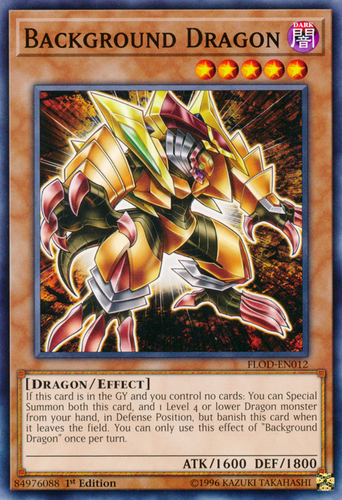 BACKGROUND DRAGON
DARK
闇
FLOD-EN012
[DRAGON/EFFECT]
If this card is in the GY and you control no cards: You can Special
Summon both this card, and 1 Level 4 or lower Dragon monster
from your hand, in Defense Position, but banish this card when
it leaves the field. You can only use this effect of "Background
Dragon" once per turn.
ATK/1600 DEF/1800
84976088 1st Edition ©1996 KAZUKI TAKAHASHI